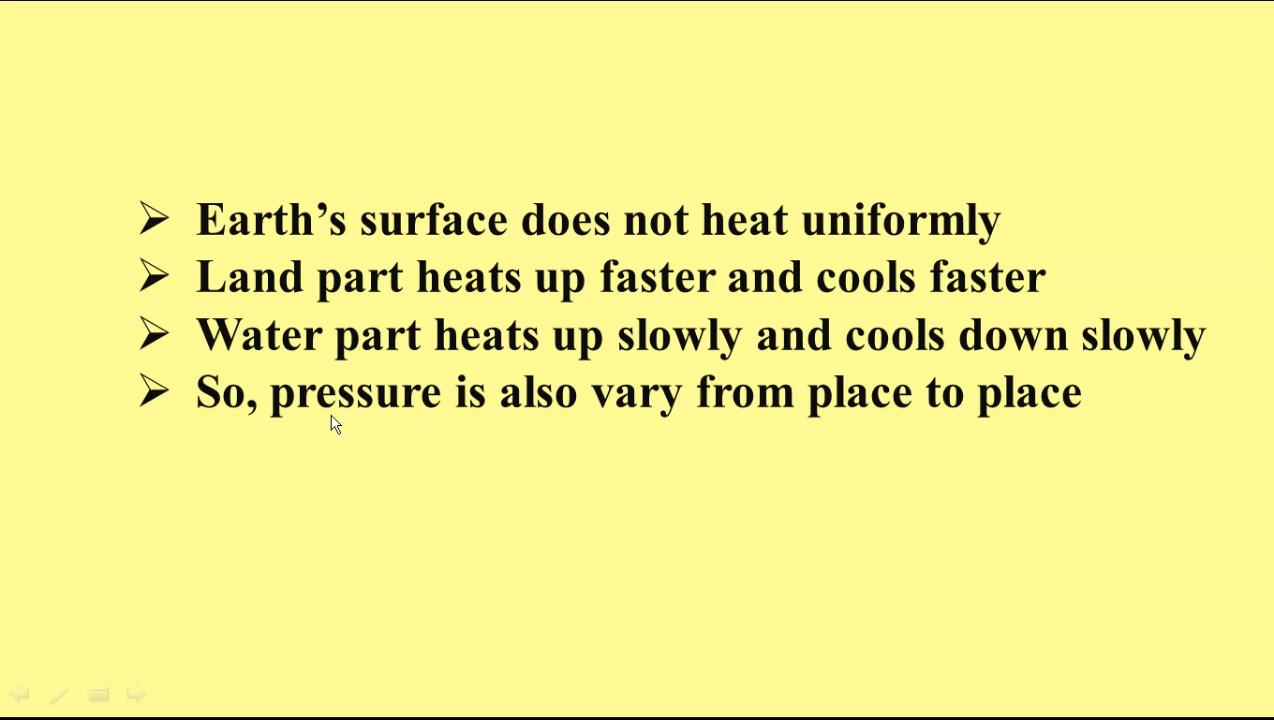 ➢ Earth’s surface does not heat uniformly
➢ Land part heats up faster and cools faster
➢ Water part heats up slowly and cools down slowly
➢ So, pressure is also vary from place to place